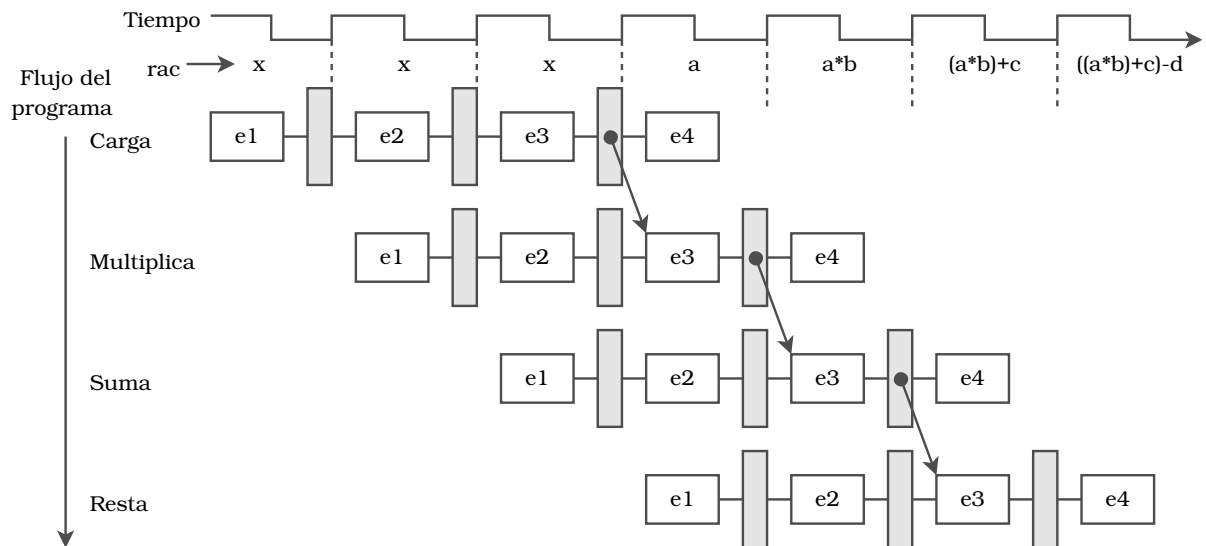 Tiempo
rac x x x a a*b (a*b)+c ((a*b)+c)-d
Flujo del
programa
Carga e1 e2 e3 e4
Multiplica e1 e2 e3 e4
Suma e1 e2 e3 e4
Resta e1 e2 e3 e4